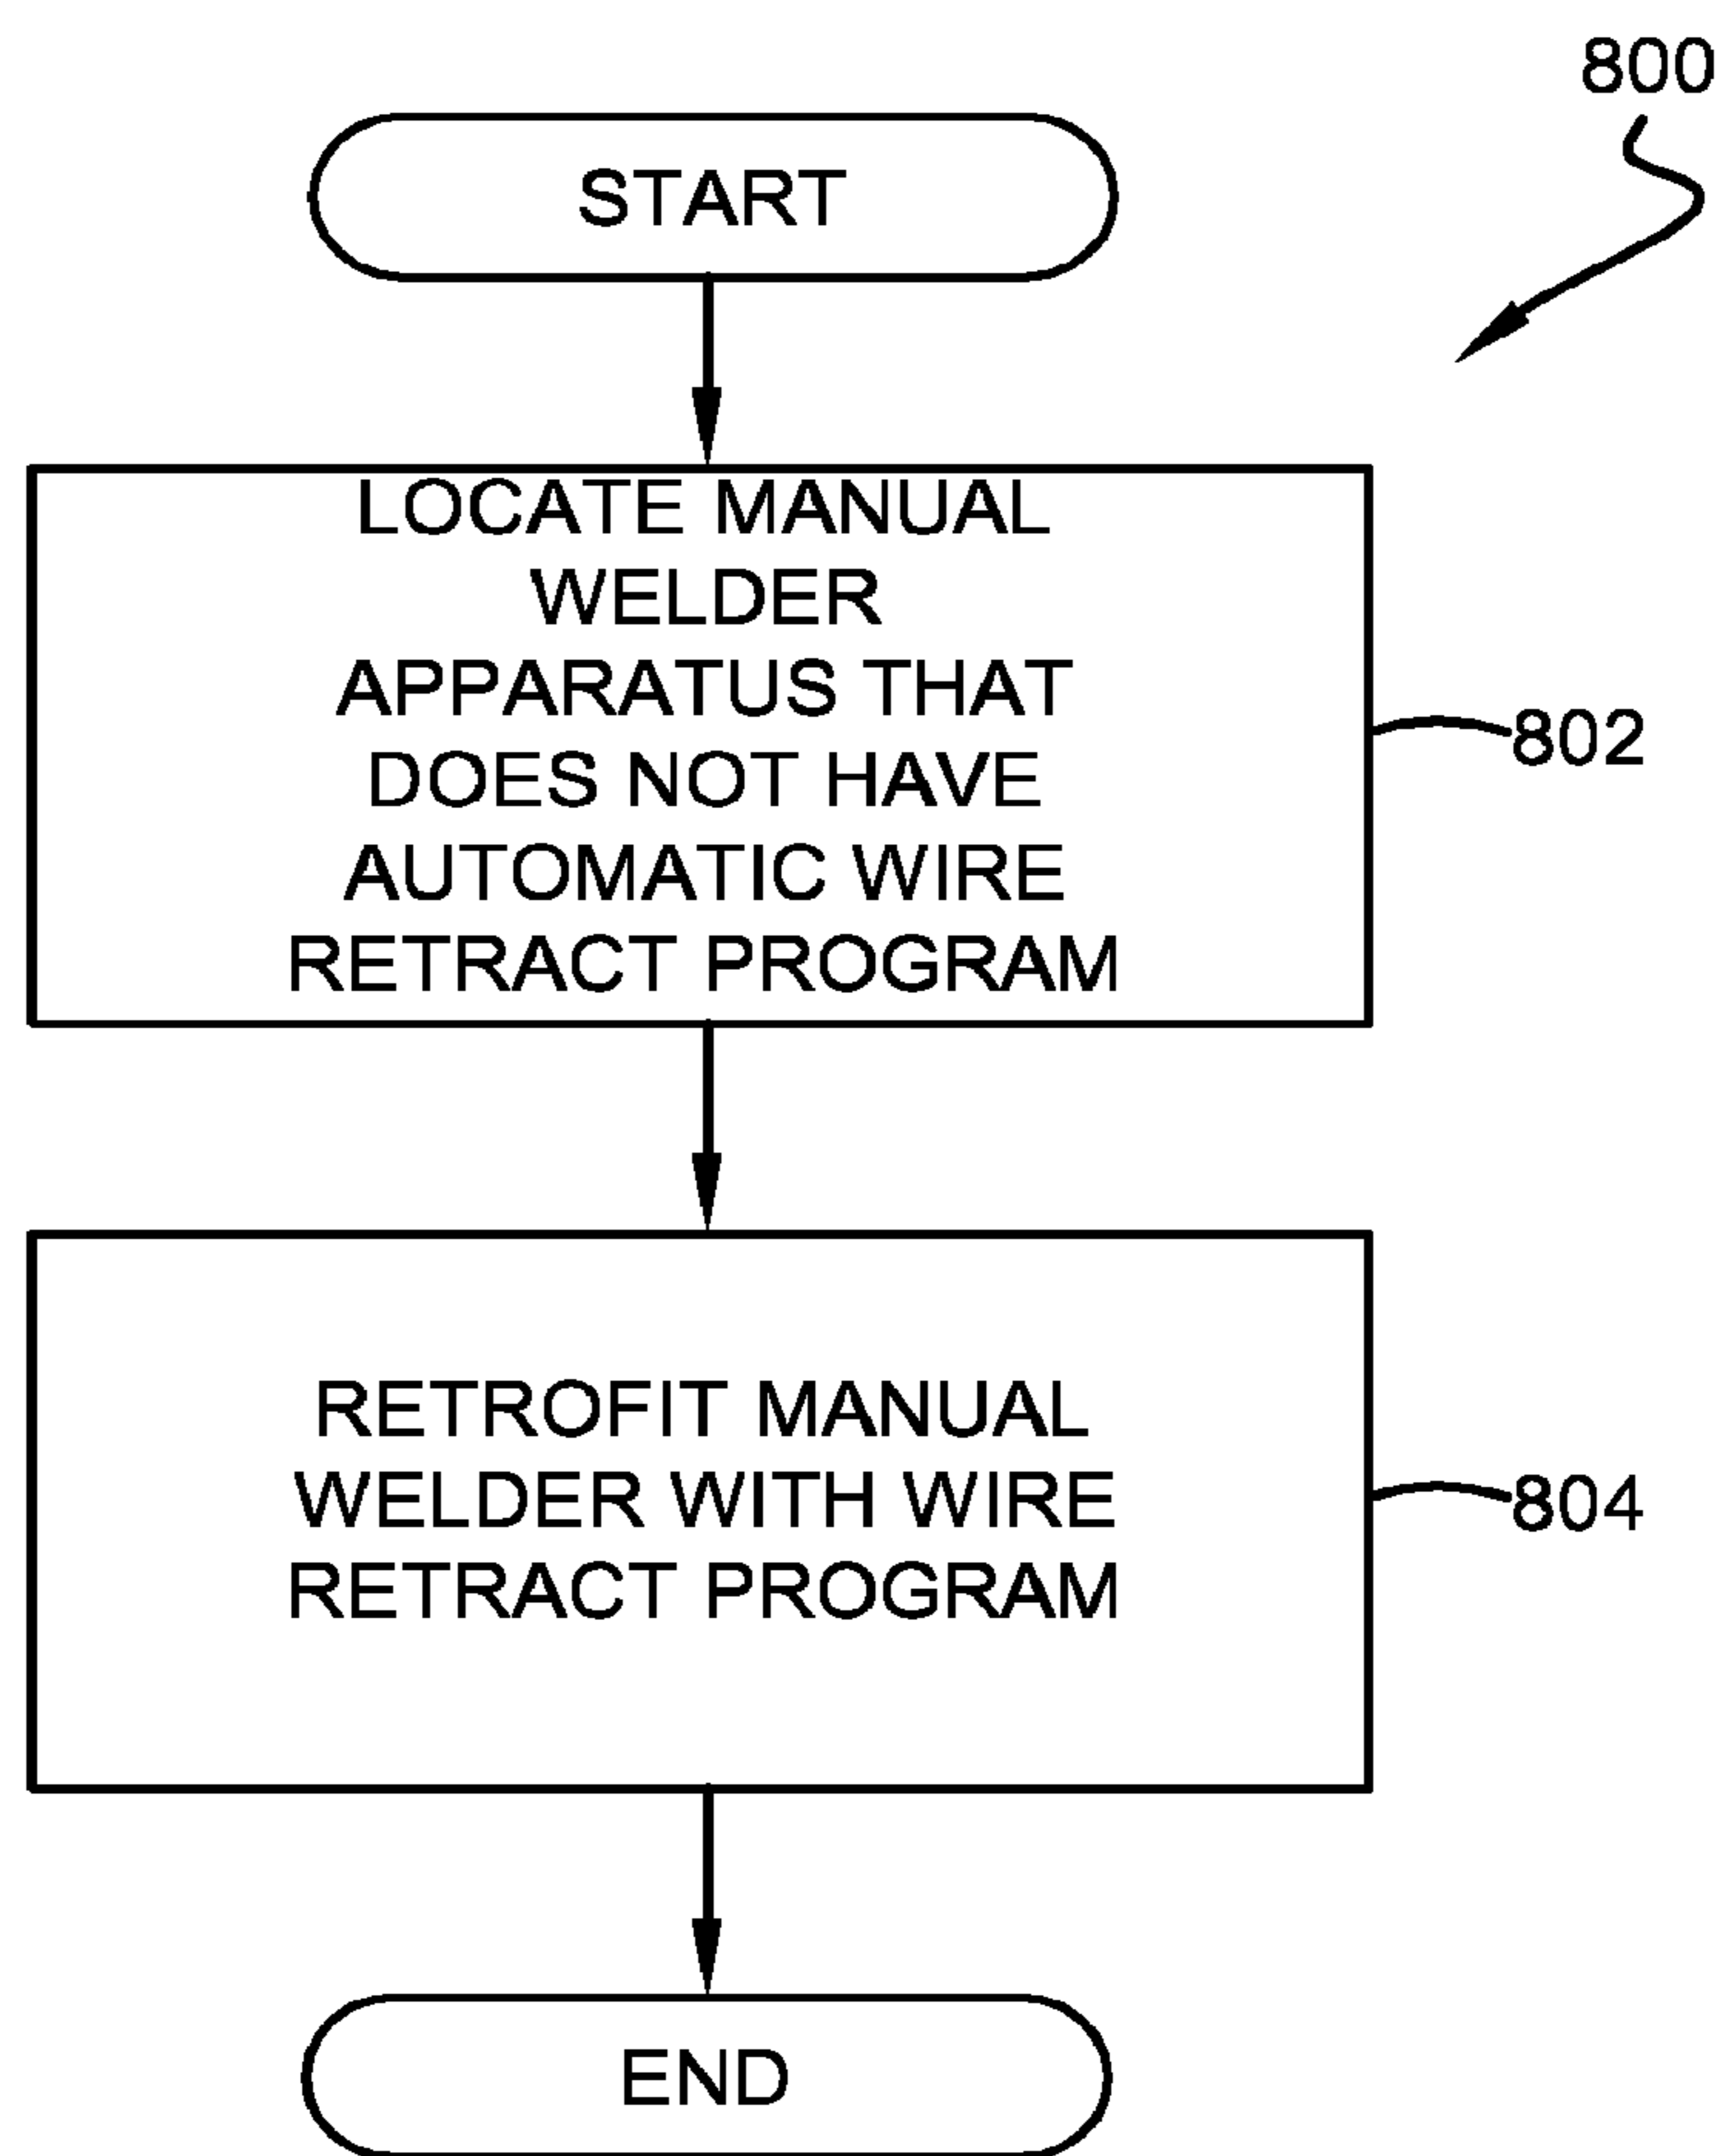 800
START
LOCATE MANUAL
WELDER
APPARATUS THAT
DOES NOT HAVE
AUTOMATIC WIRE
RETRACT PROGRAM
802
RETROFIT MANUAL
WELDER WITH WIRE
RETRACT PROGRAM
804
END